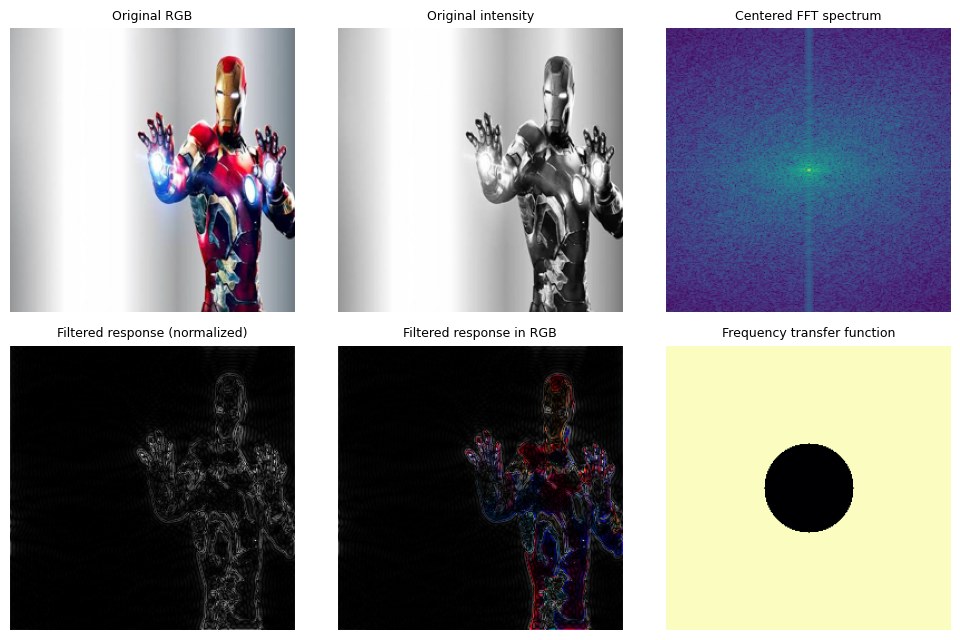 Original RGB
Original intensity
Centered FFT spectrum
Filtered response (normalized)
Filtered response in RGB
Frequency transfer function